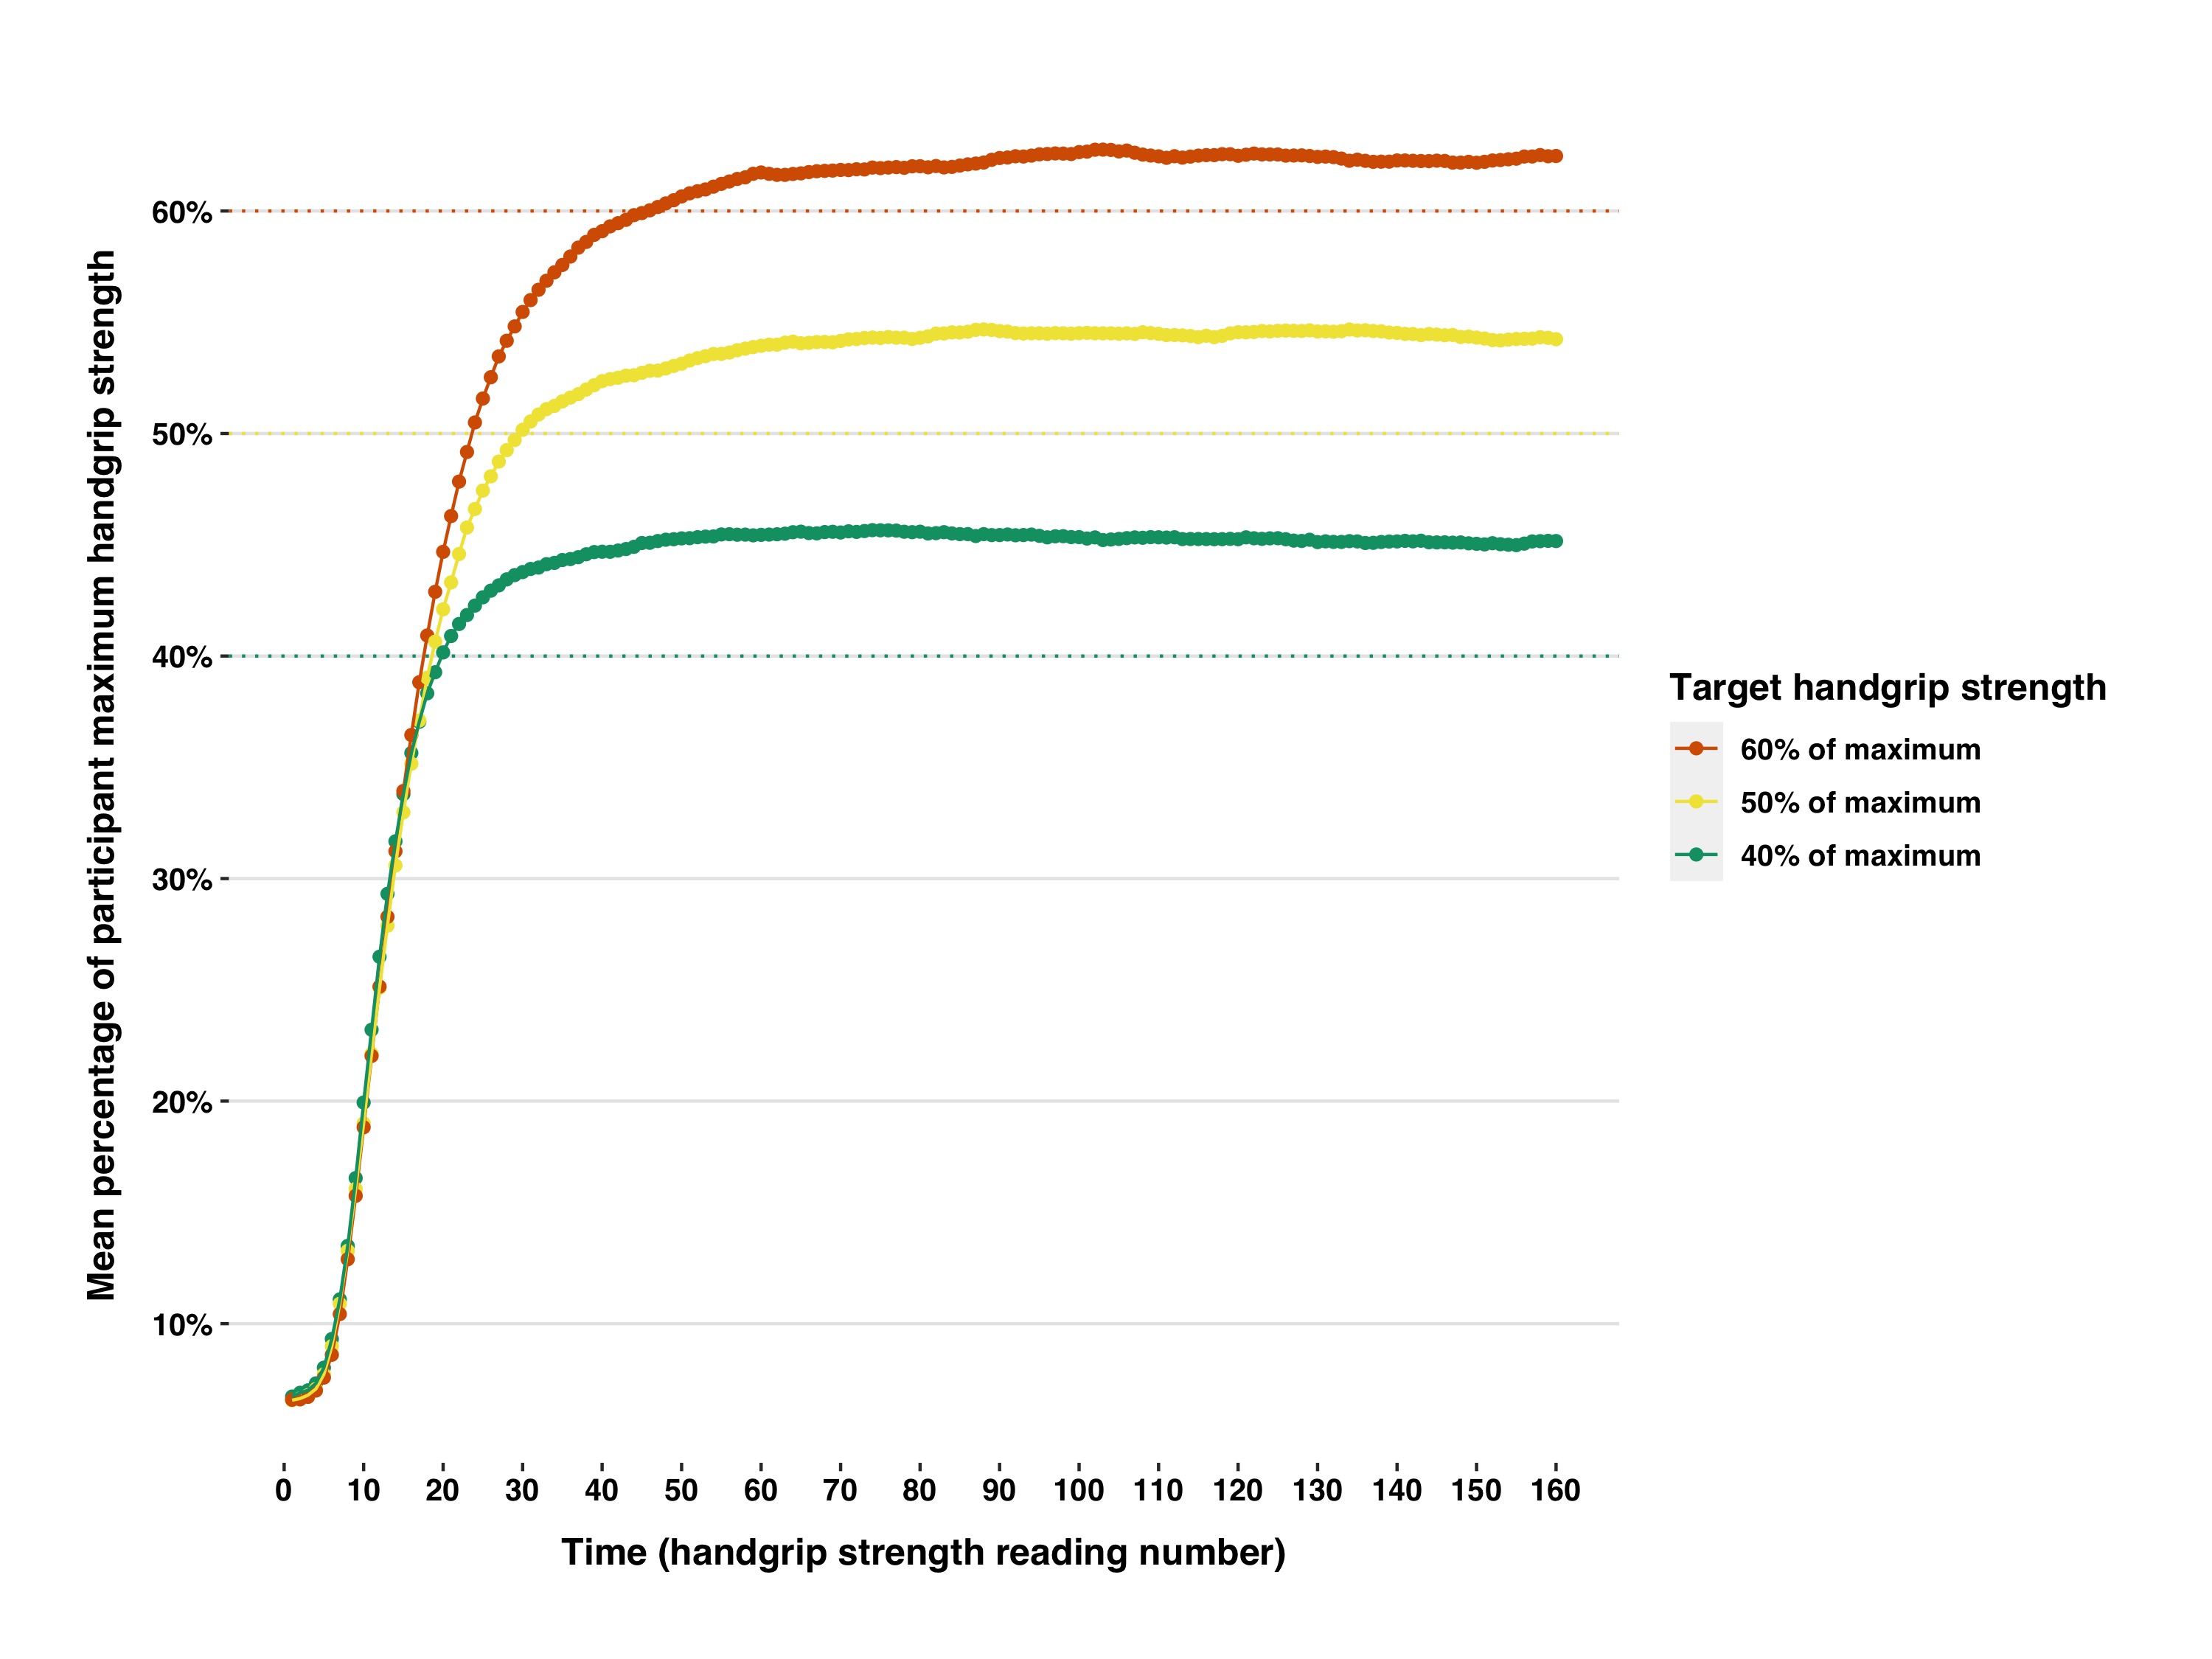 Mean percentage of participant maximum handgrip strength
60%
50%
40%
30%
20%
10%
0 10 20 30 40 50 60 70 80 90 100 110 120 130 140 150 160
Time (handgrip strength reading number)
Target handgrip strength
60% of maximum
50% of maximum
40% of maximum